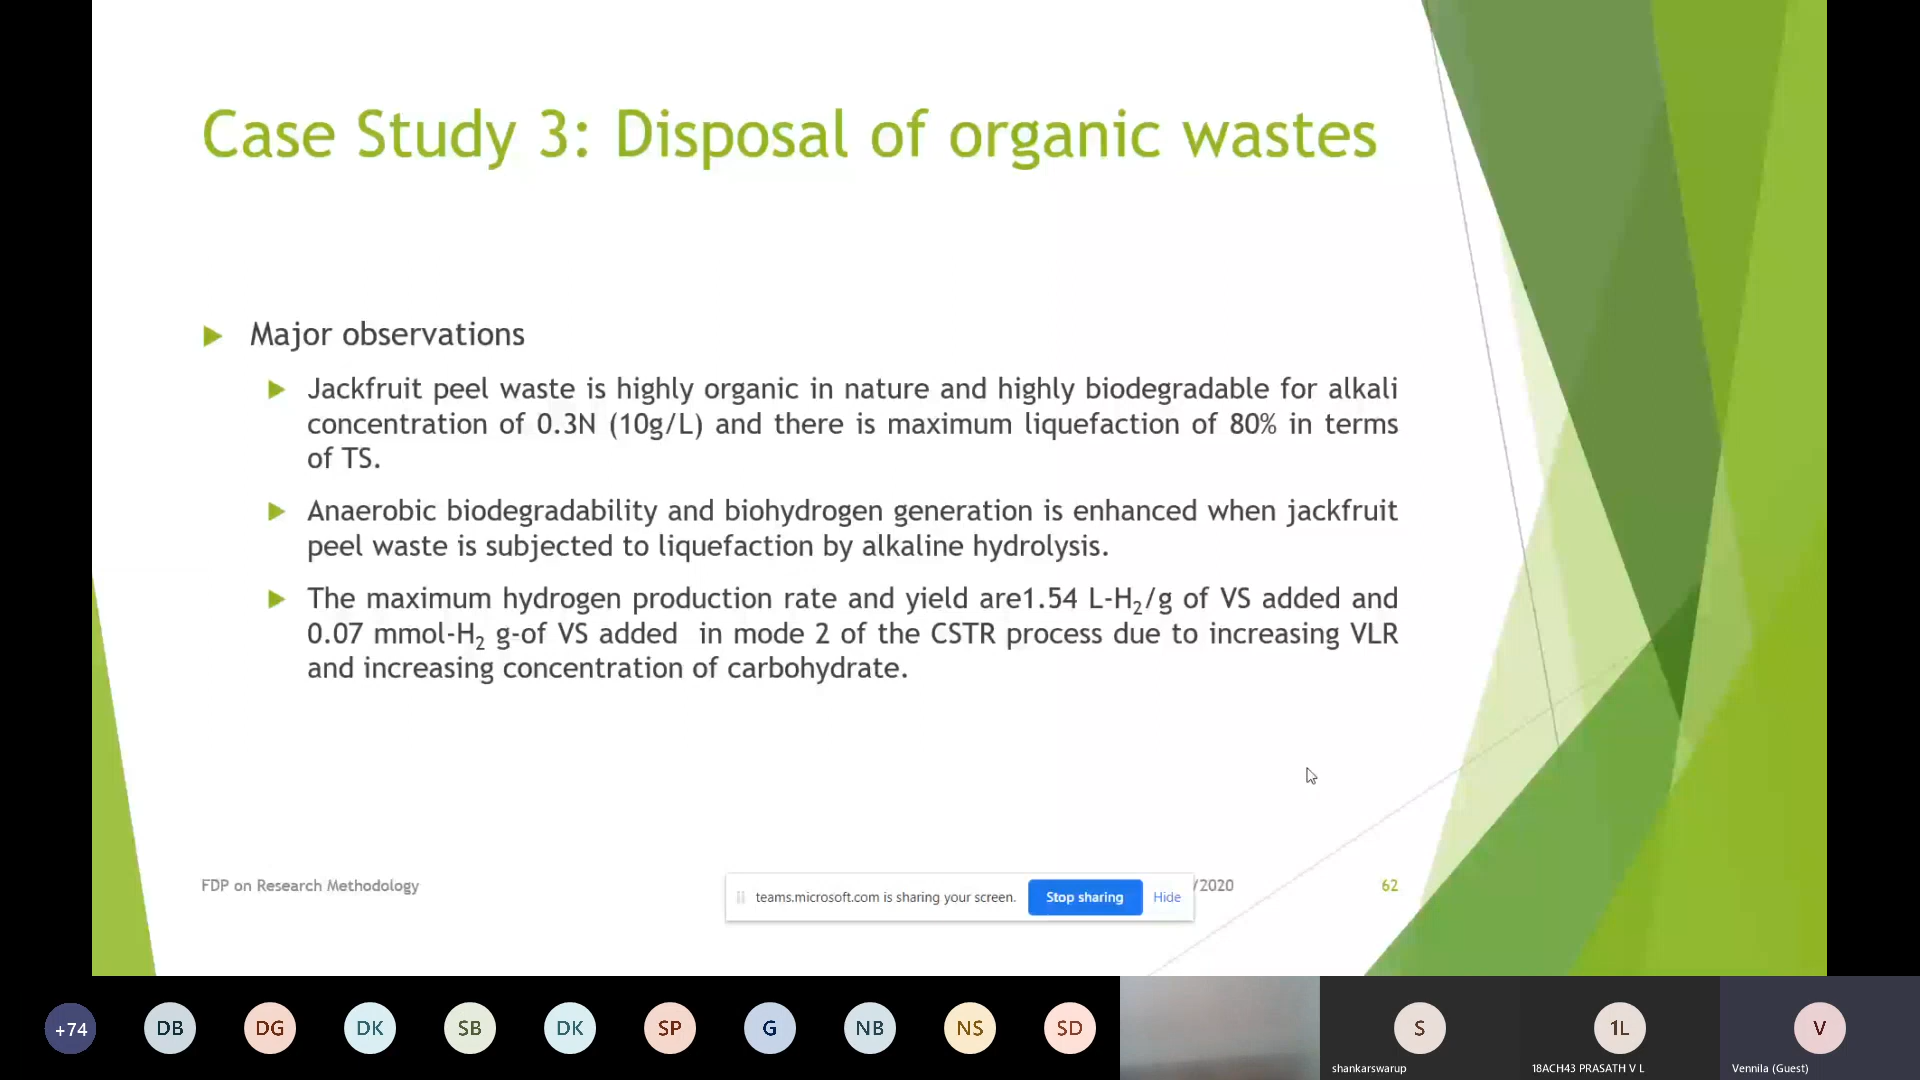 Case Study 3: Disposal of organic wastes
Major observations
Jackfruit peel waste is highly organic in nature and highly biodegradable for alkali
concentration of 0.3N (10g/L) and there is maximum liquefaction of 80% in terms
of TS.
Anaerobic biodegradability and biohydrogen generation is enhanced when jackfruit
peel waste is subjected to liquefaction by alkaline hydrolysis.
The maximum hydrogen production rate and yield are1.54 L-H₂/g of VS added and
0.07 mmol-H₂ g-of VS added in mode 2 of the CSTR process due to increasing VLR
and increasing concentration of carbohydrate.
FDP on Research Methodology
/2020
62
teams.microsoft.com is sharing your screen.
Stop sharing
Hide
+74
DB
DG
DK
SB
DK
SP
G
NB
NS
SD
S
1L
V
shankarswarup
18ACH43 PRASATH V L
Vennila (Guest)